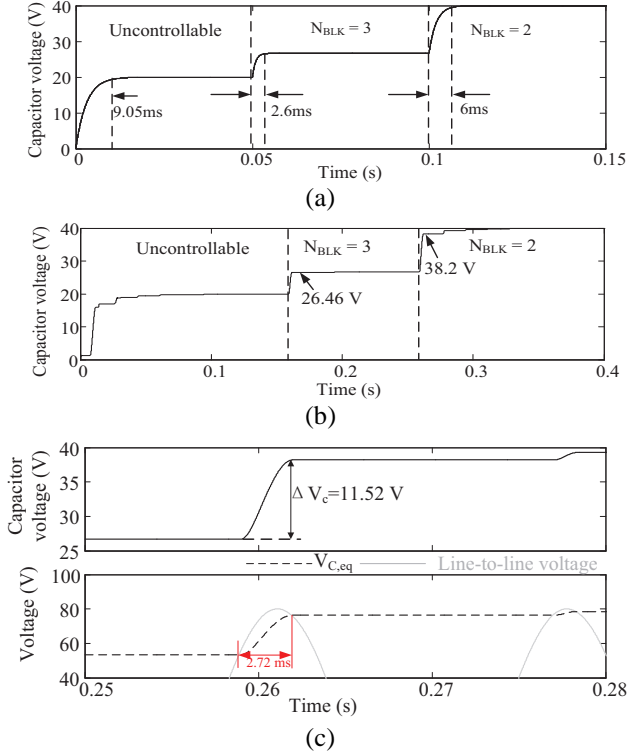 40
30
20
10
0
Capacitor voltage (V)
Uncontrollable
N_BLK = 3
N_BLK = 2
9.05ms
2.6ms
6ms
0
0.05
0.1
0.15
Time (s)
(a)
40
30
20
10
0
Capacitor voltage (V)
Uncontrollable
N_BLK = 3
N_BLK = 2
26.46 V
38.2 V
0
0.1
0.2
0.3
0.4
Time (s)
(b)
40
35
30
25
Capacitor
voltage (V)
Δ V_c=11.52 V
V_C,eq
Line-to-line voltage
100
80
60
40
Voltage (V)
2.72 ms
0.25
0.26
0.27
0.28
Time (s)
(c)